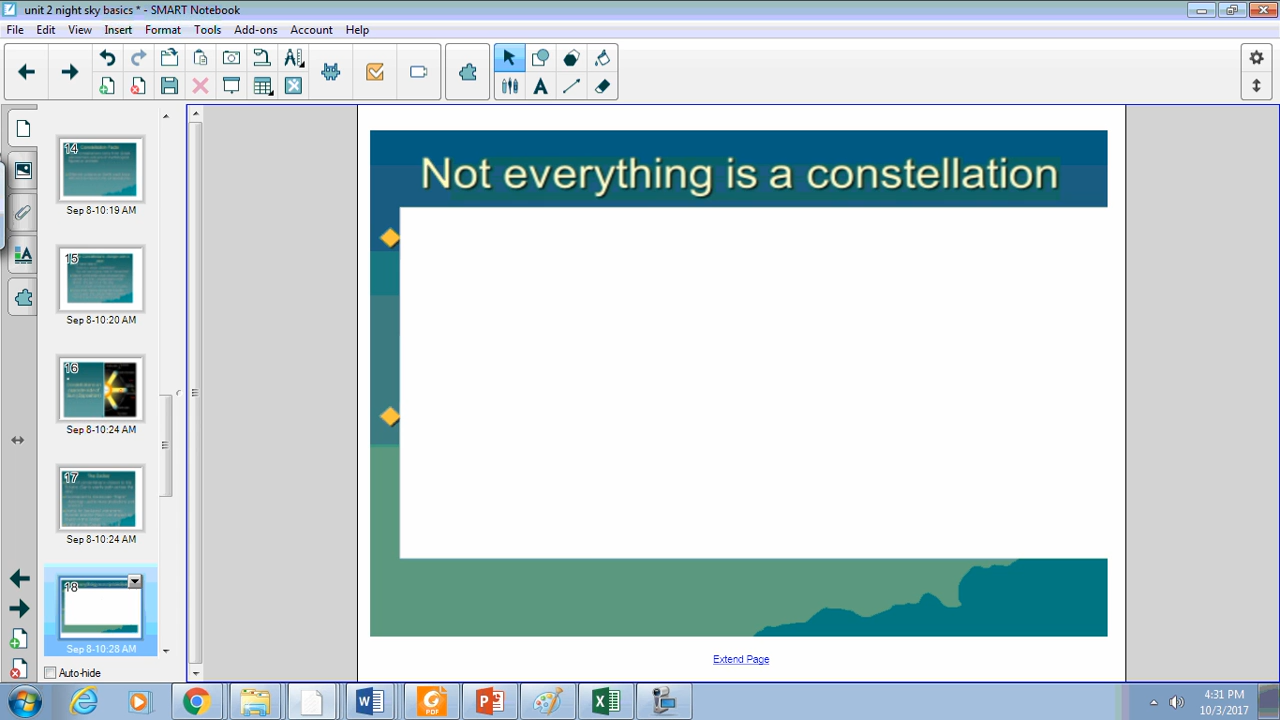 unit 2 night sky basics * - SMART Notebook
File Edit View Insert Format Tools Add-ons Account Help
14
Sep 8-10:19 AM
15
Sep 8-10:20 AM
16
Sep 8-10:24 AM
17
The Zodiac
Sep 8-10:24 AM
18
Sep 8-10:28 AM
Auto-hide
Not everything is a constellation
Extend Page
PDF
4:31 PM
10/3/2017